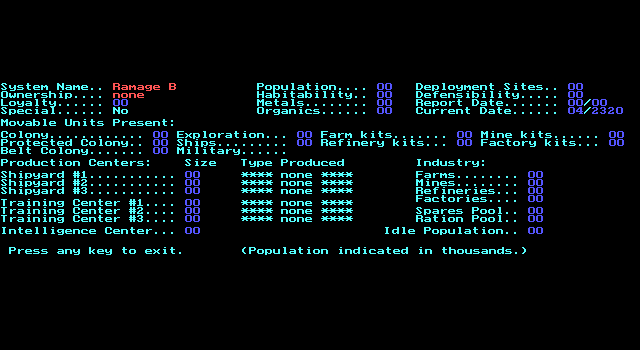 System Name.. Ramage B Population.... 00 Deployment Sites.. 00
Ownership.... none Habitability.. 00 Defensibility..... 00
Loyalty...... 00 Metals........ 00 Report Date....... 00/00
Special...... No Organics...... 00 Current Date...... 04/2320
Movable Units Present:
Colony............ 00 Exploration... 00 Farm kits....... 00 Mine kits...... 00
Protected Colony.. 00 Ships......... 00 Refinery kits... 00 Factory kits... 00
Belt Colony....... 00 Military......
Production Centers: Size Type Produced Industry:
Shipyard #1........... 00 **** none **** Farms........ 00
Shipyard #2........... 00 **** none **** Mines........ 00
Shipyard #3........... 00 **** none **** Refineries... 00
Factories.... 00
Training Center #1.... 00 **** none ****
Training Center #2.... 00 **** none **** Spares Pool.. 00
Training Center #3.... 00 **** none **** Ration Pool.. 00
Intelligence Center... 00 Idle Population.. 00
Press any key to exit. (Population indicated in thousands.)